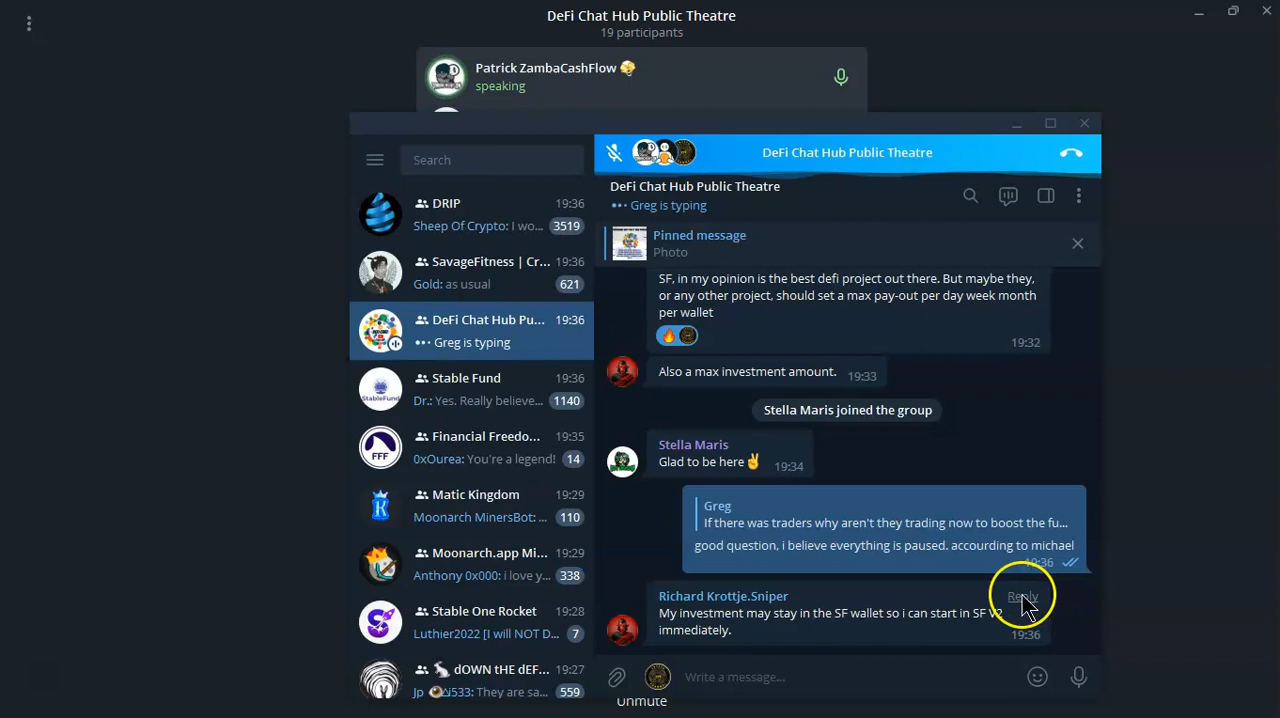 DeFi Chat Hub Public Theatre
19 participants
Patrick ZambaCashFlow
speaking
Search
DRIP 19:36
Sheep Of Crypto: I wo... 3519
SavageFitness | Cr... 19:36
Gold: as usual 621
DeFi Chat Hub Pu... 19:36
Greg is typing
Stable Fund 19:36
Dr.: Yes. Really believe... 1140
StableFund
Financial Freedo... 19:35
0xOurea: You're a legend! 14
FFF
Matic Kingdom 19:29
Moonarch MinersBot: ... 110
Moonarch.app Mi... 19:29
Anthony 0x000: i love y... 338
Stable One Rocket 19:28
Luthier2022 [I will NOT D... 7
dOWN tHE dEF... 19:27
Jp 533: They are sa... 559
DeFi Chat Hub Public Theatre
DeFi Chat Hub Public Theatre
Greg is typing
Pinned message
Photo
SF, in my opinion is the best defi project out there. But maybe they,
or any other project, should set a max pay-out per day week month
per wallet
19:32
Also a max investment amount. 19:33
Stella Maris joined the group
Stella Maris
Glad to be here✌ 19:34
Greg
If there was traders why aren't they trading now to boost the fu...
good question, i believe everything is paused. accourding to michael
19:36
Richard Krottje.Sniper Reply
My investment may stay in the SF wallet so i can start in SF V2
immediately.
19:36
Write a message...
Unmute